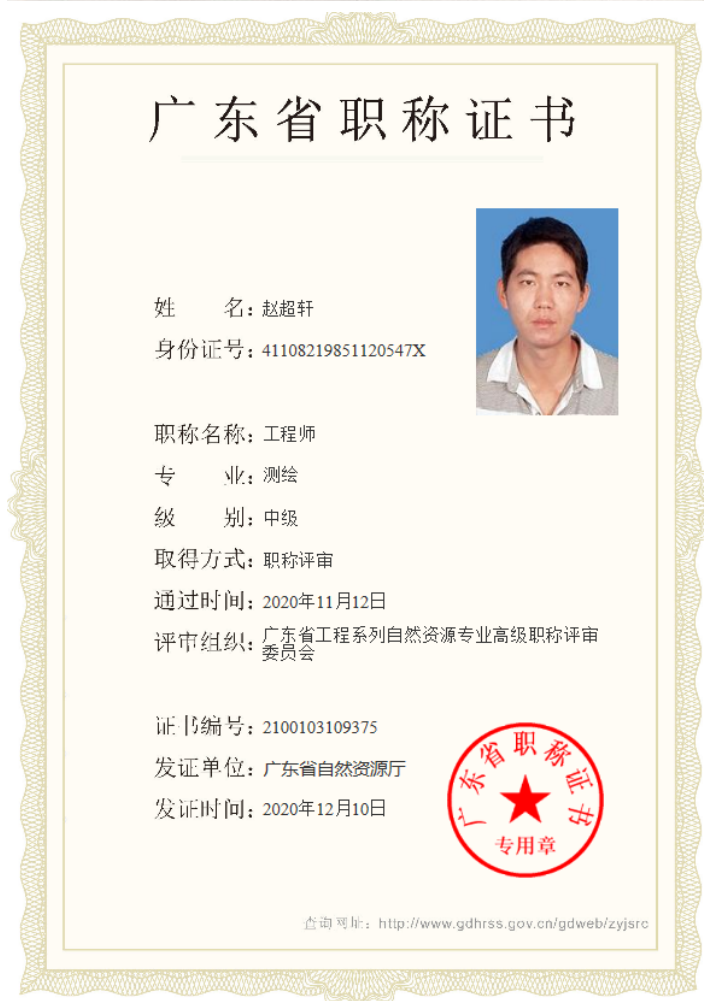 广东省职称证书
姓 名：赵超轩
身份证号：41108219851120547X
职称名称：工程师
专 业：测绘
级 别：中级
取得方式：职称评审
通过时间：2020年11月12日
评审组织：广东省工程系列自然资源专业高级职称评审
委员会
证书编号：2100103109375
发证单位：广东省自然资源厅
发证时间：2020年12月10日
广东省职称证书
专用章
查询网址：http://www.gdhrss.gov.cn/gdweb/zyjsrc